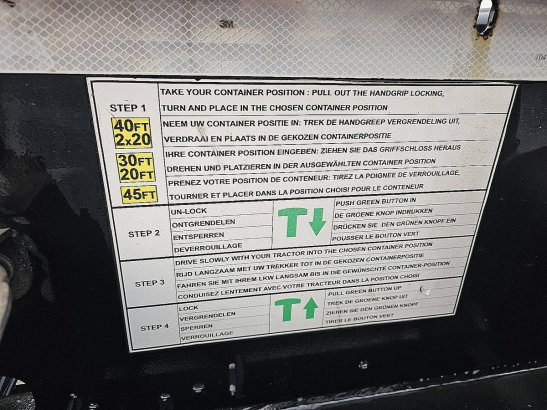 3M
TAKE YOUR CONTAINER POSITION : PULL OUT THE HANDGRIP LOCKING,
TURN AND PLACE IN THE CHOSEN CONTAINER POSITION
STEP 1
40FT
2x20
30FT
20FT
45FT
NEEM UW CONTAINER POSITIE IN: TREK DE HANDGREEP VERGRENDELING UIT,
VERDRAAI EN PLAATS IN DE GEKOZEN CONTAINERPOSITIE
IHRE CONTAINER POSITION EINGEBEN: ZIEHEN SIE DAS GRIFFSCHLOSS HERAUS
DREHEN UND PLATZIEREN IN DER AUSGEWÄHLTEN CONTAINER POSITION
PRENEZ VOTRE POSITION DE CONTENEUR: TIREZ LA POIGNEE DE VERROUILLAGE,
TOURNER ET PLACER DANS LA POSITION CHOISI POUR LE CONTENEUR
STEP 2
UN-LOCK
ONTGRENDELEN
ENTSPERREN
DEVERROUILLAGE
T
PUSH GREEN BUTTON IN
DE GROENE KNOP INDRUKKEN
DRÜCKEN SIE DEN GRÜNEN KNOPF EIN
POUSSER LE BOUTON VERT
STEP 3
DRIVE SLOWLY WITH YOUR TRACTOR INTO THE CHOSEN CONTAINER POSITION
RIJD LANGZAAM MET UW TREKKER TOT IN DE GEKOZEN CONTAINERPOSITIE
FAHREN SIE MIT IHREM LKW LANGSAM BIS IN DIE GEWÜNSCHTE CONTAINER-POSITION
CONDUISEZ LENTEMENT AVEC VOTRE TRACTEUR DANS LA POSITION CHOISI
STEP 4
LOCK
VERGRENDELEN
SPERREN
VERROUILLAGE
T
PULL GREEN BUTTON UP
TREK DE GROENE KNOP UIT
ZIEHEN SIE DEN GRÜNEN KNOPF
TIRER LE BOUTON VERT